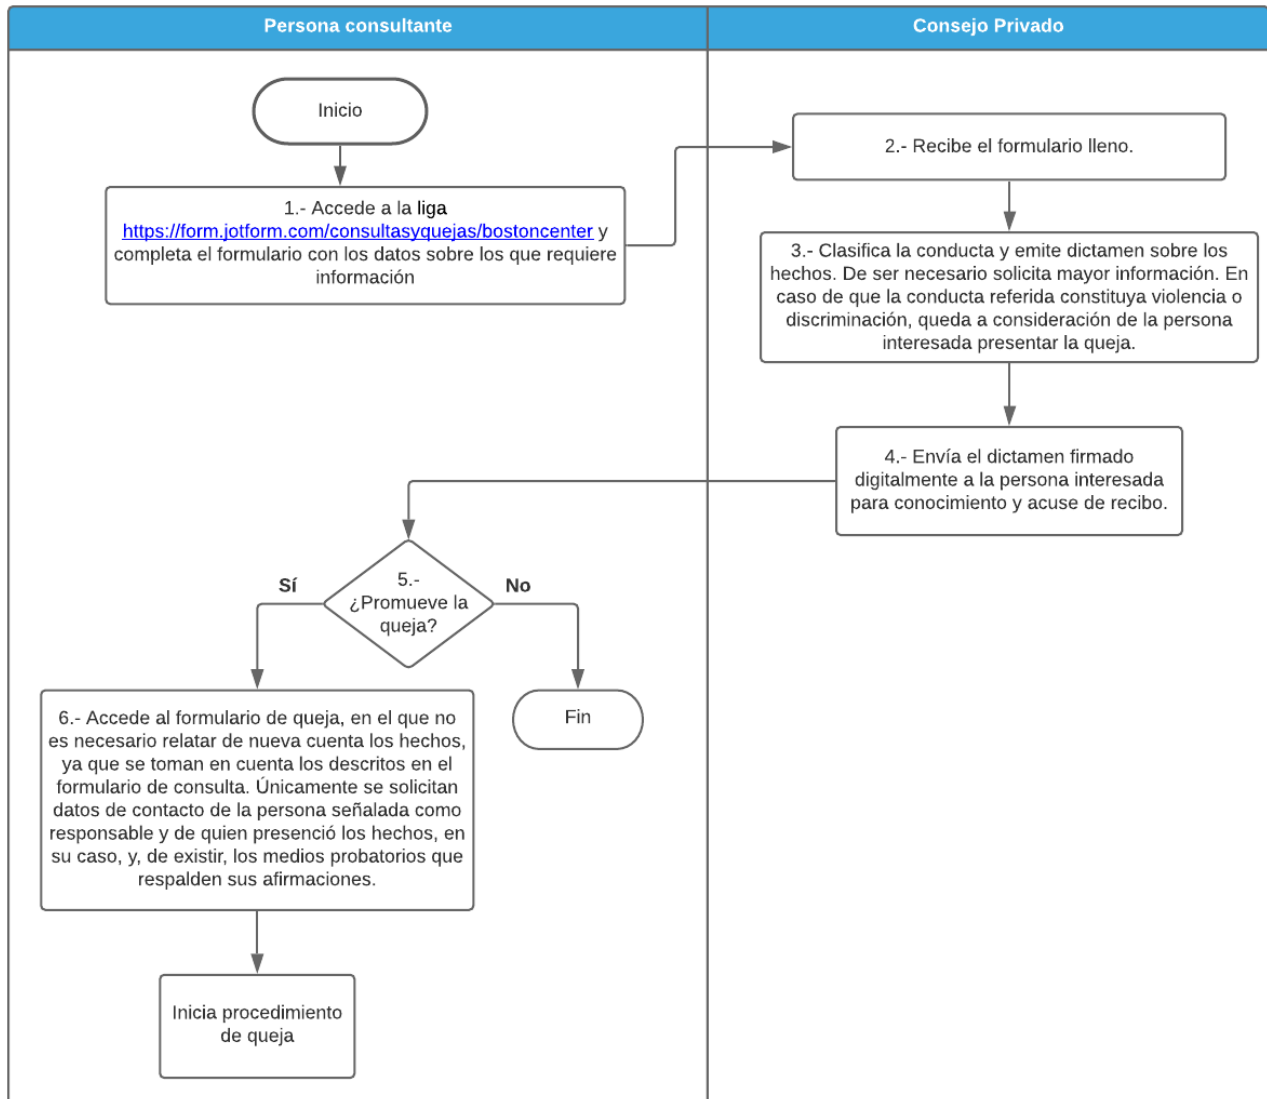 Persona consultante
Consejo Privado
Inicio
1.- Accede a la liga
https://form.jotform.com/consultasyquejas/bostoncenter y
completa el formulario con los datos sobre los que requiere
información
2.- Recibe el formulario lleno.
3.- Clasifica la conducta y emite dictamen sobre los
hechos. De ser necesario solicita mayor información. En
caso de que la conducta referida constituya violencia o
discriminación, queda a consideración de la persona
interesada presentar la queja.
4.- Envía el dictamen firmado
digitalmente a la persona interesada
para conocimiento y acuse de recibo.
5.-
¿Promueve la
queja?
Sí
No
6.- Accede al formulario de queja, en el que no
es necesario relatar de nueva cuenta los hechos,
ya que se toman en cuenta los descritos en el
formulario de consulta. Únicamente se solicitan
datos de contacto de la persona señalada como
responsable y de quien presenció los hechos, en
su caso, y, de existir, los medios probatorios que
respalden sus afirmaciones.
Fin
Inicia procedimiento
de queja